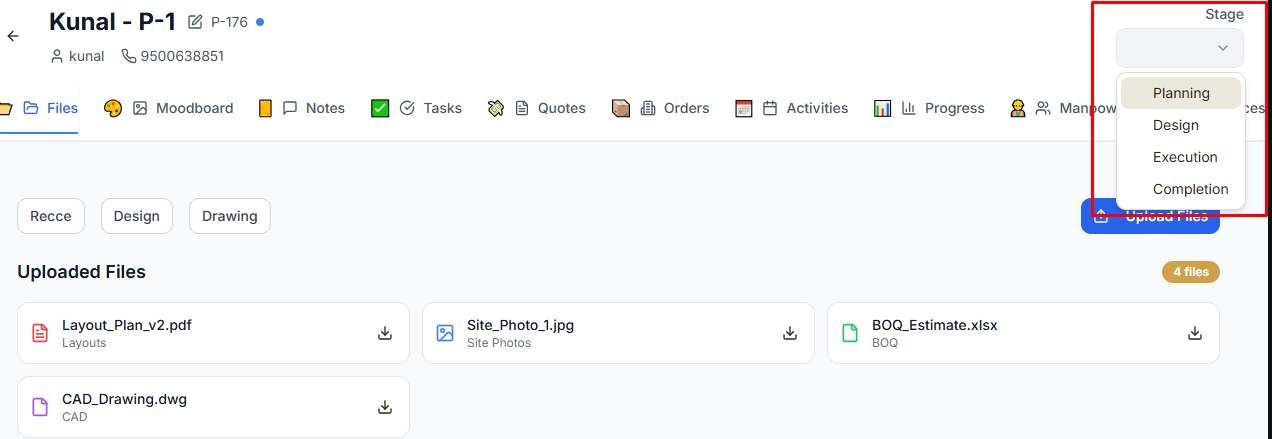 Kunal - P-1 P-176
Stage
kunal 9500638851
Planning
Design
Execution
Completion
Files Moodboard Notes Tasks Quotes Orders Activities Progress Manpow ces
Recce Design Drawing Upload Files
Uploaded Files 4 files
Layout_Plan_v2.pdf
Layouts
Site_Photo_1.jpg
Site Photos
BOQ_Estimate.xlsx
BOQ
CAD_Drawing.dwg
CAD